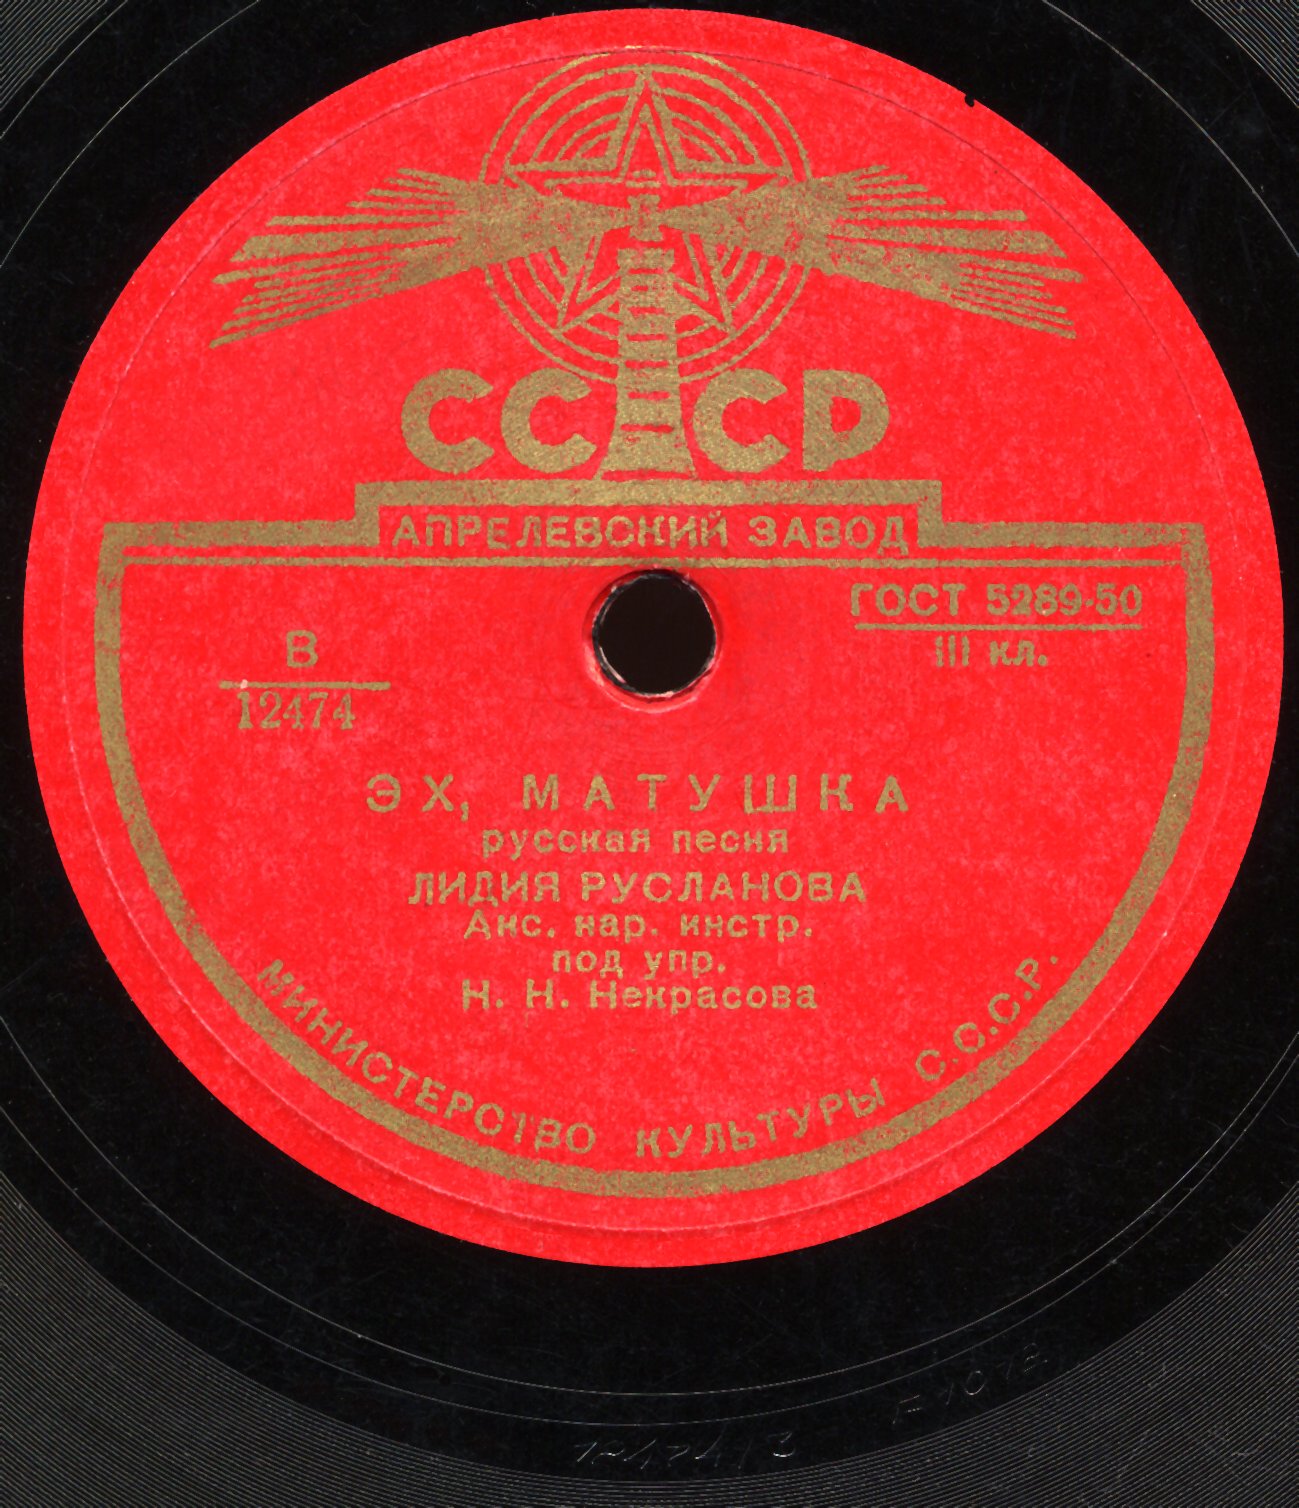 СССР
АПРЕЛЕВСКИЙ ЗАВОД
ГОСТ 5289-50
III кл.
В
12474
ЭХ, МАТУШКА
русская песня
ЛИДИЯ РУСЛАНОВА
Анс. нар. инстр.
под упр.
Н. Н. Некрасова
МИНИСТЕРСТВО КУЛЬТУРЫ С.С.С.Р.